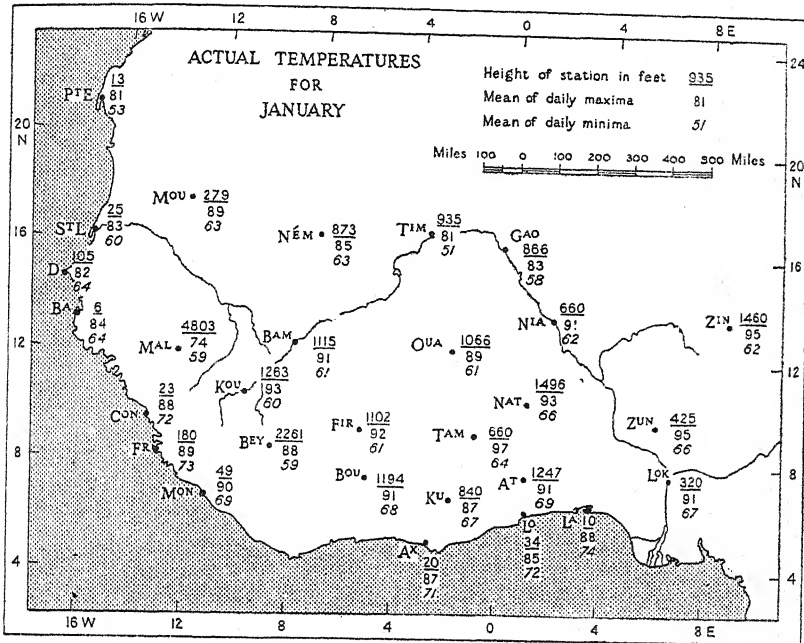 16 W 12 8 4 0 4 8 E
ACTUAL TEMPERATURES
FOR
JANUARY
Height of station in feet 935
Mean of daily maxima 81
Mean of daily minima 51
Miles 100 0 100 200 300 400 500 Miles
24
20
N
16
12
8
4
24
20
N
16
12
8
4
2
PTE 13
81
53
MOU 279
89
63
STL 25
83
60
NÉM 873
85
63
TIM 935
81
51
GAO 866
83
58
D 105
82
64
BA 6
84
64
MAL 4803
74
59
BAM 1115
91
61
OUA 1066
89
61
NIA 660
91
62
ZIN 1460
95
62
KOU 1263
93
60
NAT 1496
93
66
CON 23
88
72
FIR 1102
92
61
TAM 660
97
64
ZUN 425
95
66
FR 180
89
73
BEY 2261
88
59
BOU 1194
91
68
KU 840
87
67
AT 1247
91
69
LOK 320
91
67
MON 49
90
69
AX 20
87
71
LO 34
85
72
LA 10
88
74
16 W 12 8 4 0 4 8 E